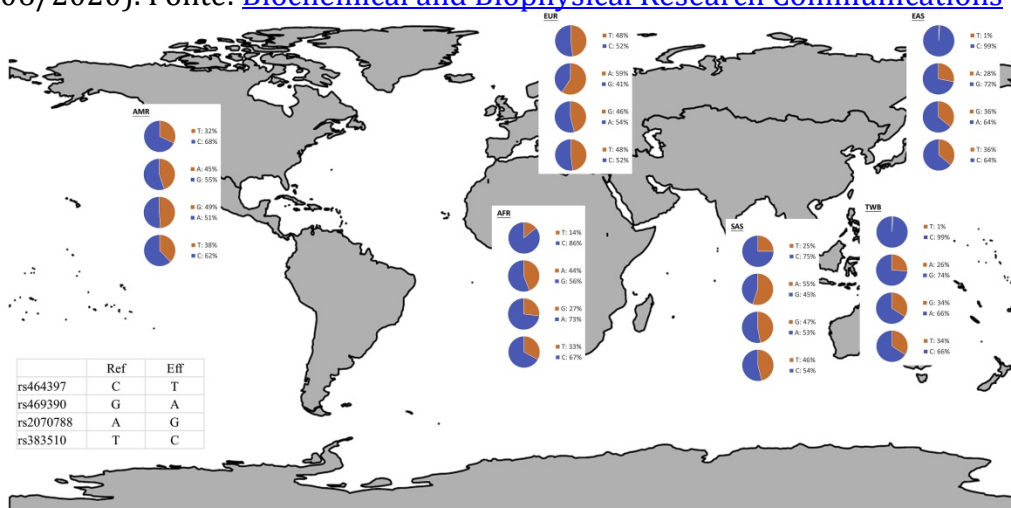 06/2020). Fonte: Biochemical and Biophysical Research Communications
EUR
T: 48%
C: 52%
A: 59%
G: 41%
G: 46%
A: 54%
T: 48%
C: 52%
EAS
T: 1%
C: 99%
A: 28%
G: 72%
G: 36%
A: 64%
T: 36%
C: 64%
AMR
T: 32%
C: 68%
A: 45%
G: 55%
G: 49%
A: 51%
T: 38%
C: 62%
AFR
T: 14%
C: 86%
A: 44%
G: 56%
G: 27%
A: 73%
T: 33%
C: 67%
SAS
T: 25%
C: 75%
A: 55%
G: 45%
G: 47%
A: 53%
T: 46%
C: 54%
TWB
T: 1%
C: 99%
A: 26%
G: 74%
G: 34%
A: 66%
T: 34%
C: 66%
Ref Eff
rs464397 C T
rs469390 G A
rs2070788 A G
rs383510 T C